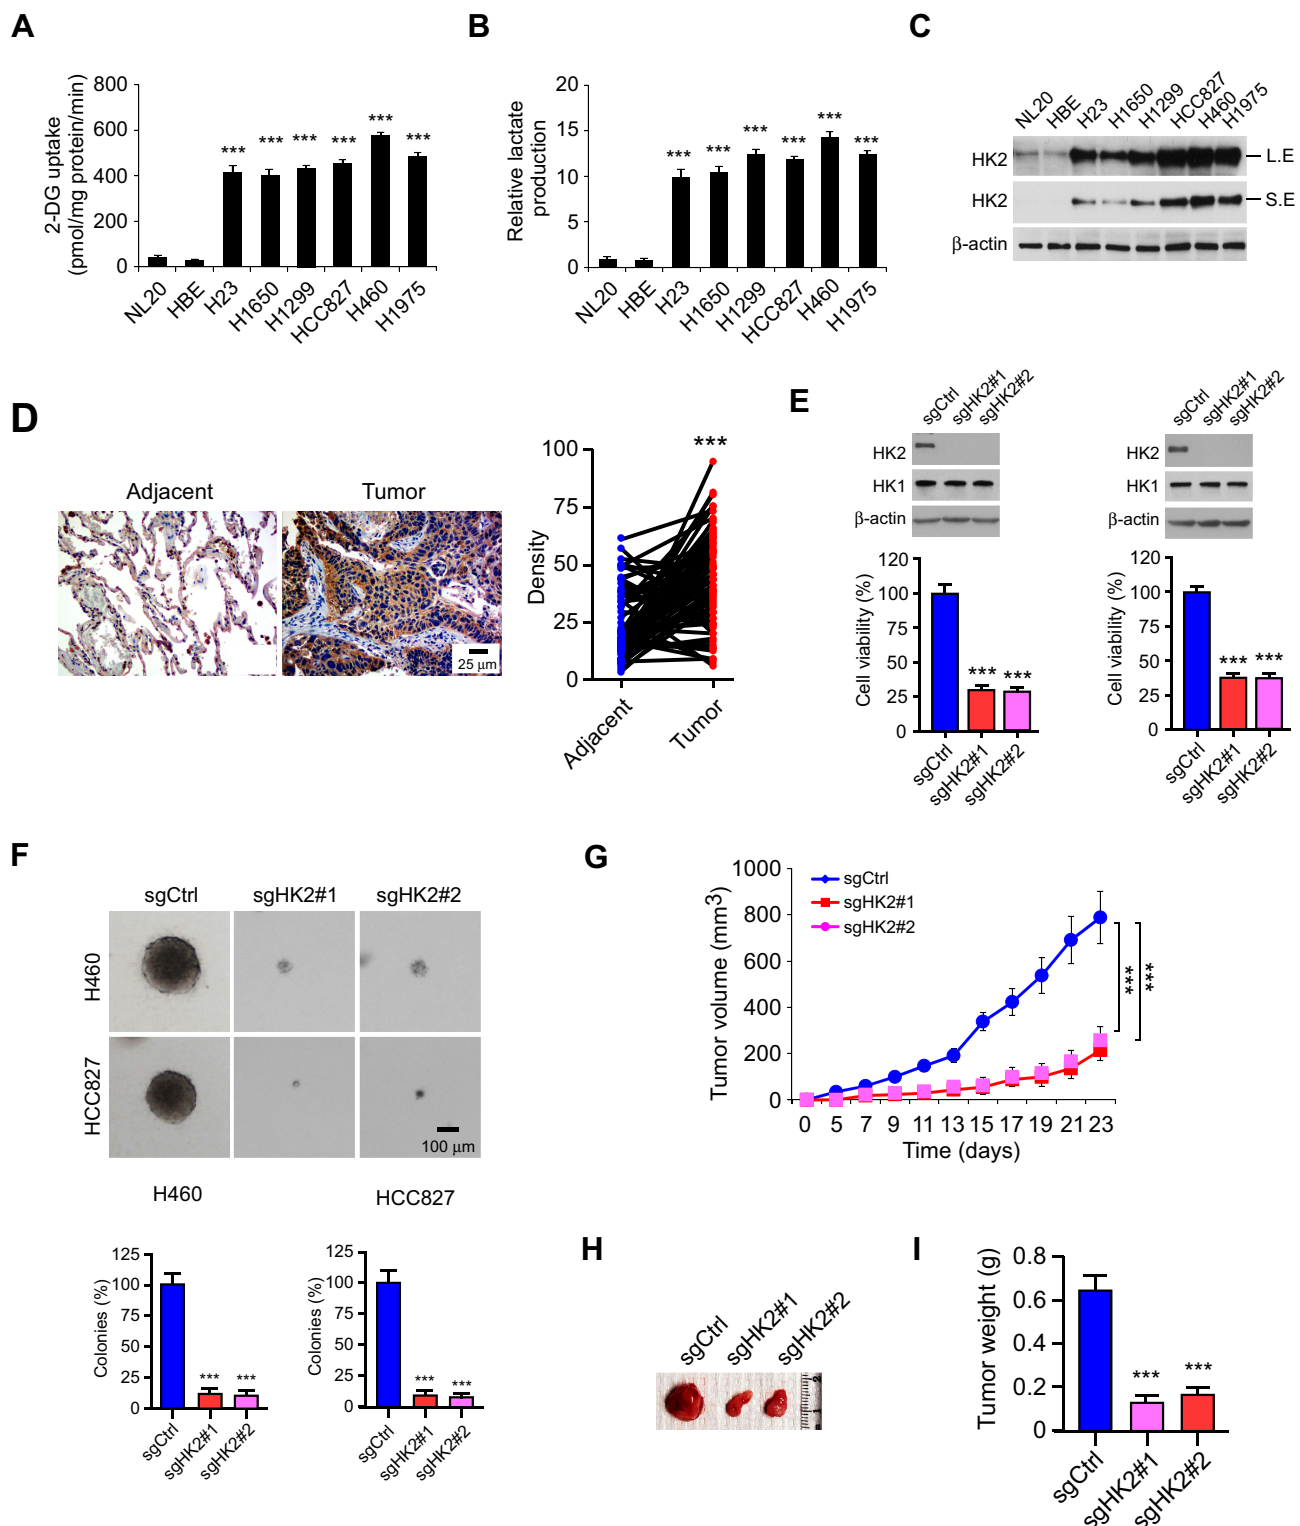 A
2-DG uptake
(pmol/mg protein/min)
800
600
400
200
0
***
***
***
***
***
***
NL20
HBE
H23
H1650
H1299
HCC827
H460
H1975
B
Relative lactate
production
20
15
10
5
0
***
***
***
***
***
***
NL20
HBE
H23
H1650
H1299
HCC827
H460
H1975
C
NL20
HBE
H23
H1650
H1299
HCC827
H460
H1975
HK2
L.E
HK2
S.E
β-actin
D
Adjacent
Tumor
25 μm
Density
100
75
50
25
0
***
Adjacent
Tumor
E
sgCtrl
sgHK2#1
sgHK2#2
HK2
HK1
β-actin
Cell viability (%)
120
100
75
50
25
0
***
***
sgCtrl
sgHK2#1
sgHK2#2
sgCtrl
sgHK2#1
sgHK2#2
HK2
HK1
β-actin
Cell viability (%)
120
100
75
50
25
0
***
***
sgCtrl
sgHK2#1
sgHK2#2
F
sgCtrl
sgHK2#1
sgHK2#2
H460
HCC827
100 μm
H460
Colonies (%)
125
100
75
50
25
0
***
***
sgCtrl
sgHK2#1
sgHK2#2
HCC827
Colonies (%)
125
100
75
50
25
0
***
***
sgCtrl
sgHK2#1
sgHK2#2
G
Tumor volume (mm3)
1000
800
600
400
200
0
sgCtrl
sgHK2#1
sgHK2#2
***
***
0 5 7 9 11 13 15 17 19 21 23
Time (days)
H
sgCtrl
sgHK2#1
sgHK2#2
I
Tumor weight (g)
0.8
0.6
0.4
0.2
0
***
***
sgCtrl
sgHK2#1
sgHK2#2